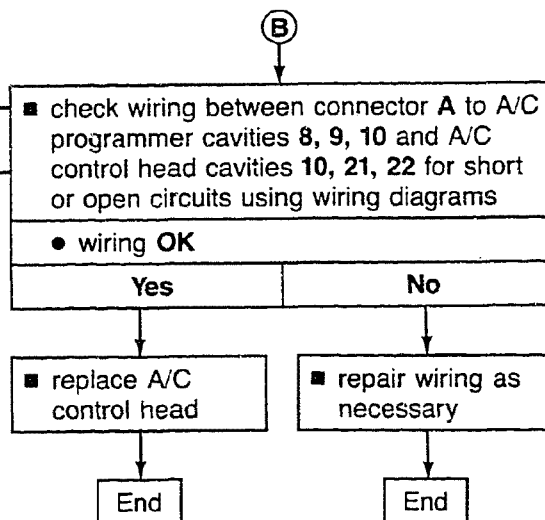 B
■ check wiring between connector A to A/C
programmer cavities 8, 9, 10 and A/C
control head cavities 10, 21, 22 for short
or open circuits using wiring diagrams
● wiring OK
Yes
No
■ replace A/C
control head
■ repair wiring as
necessary
End
End